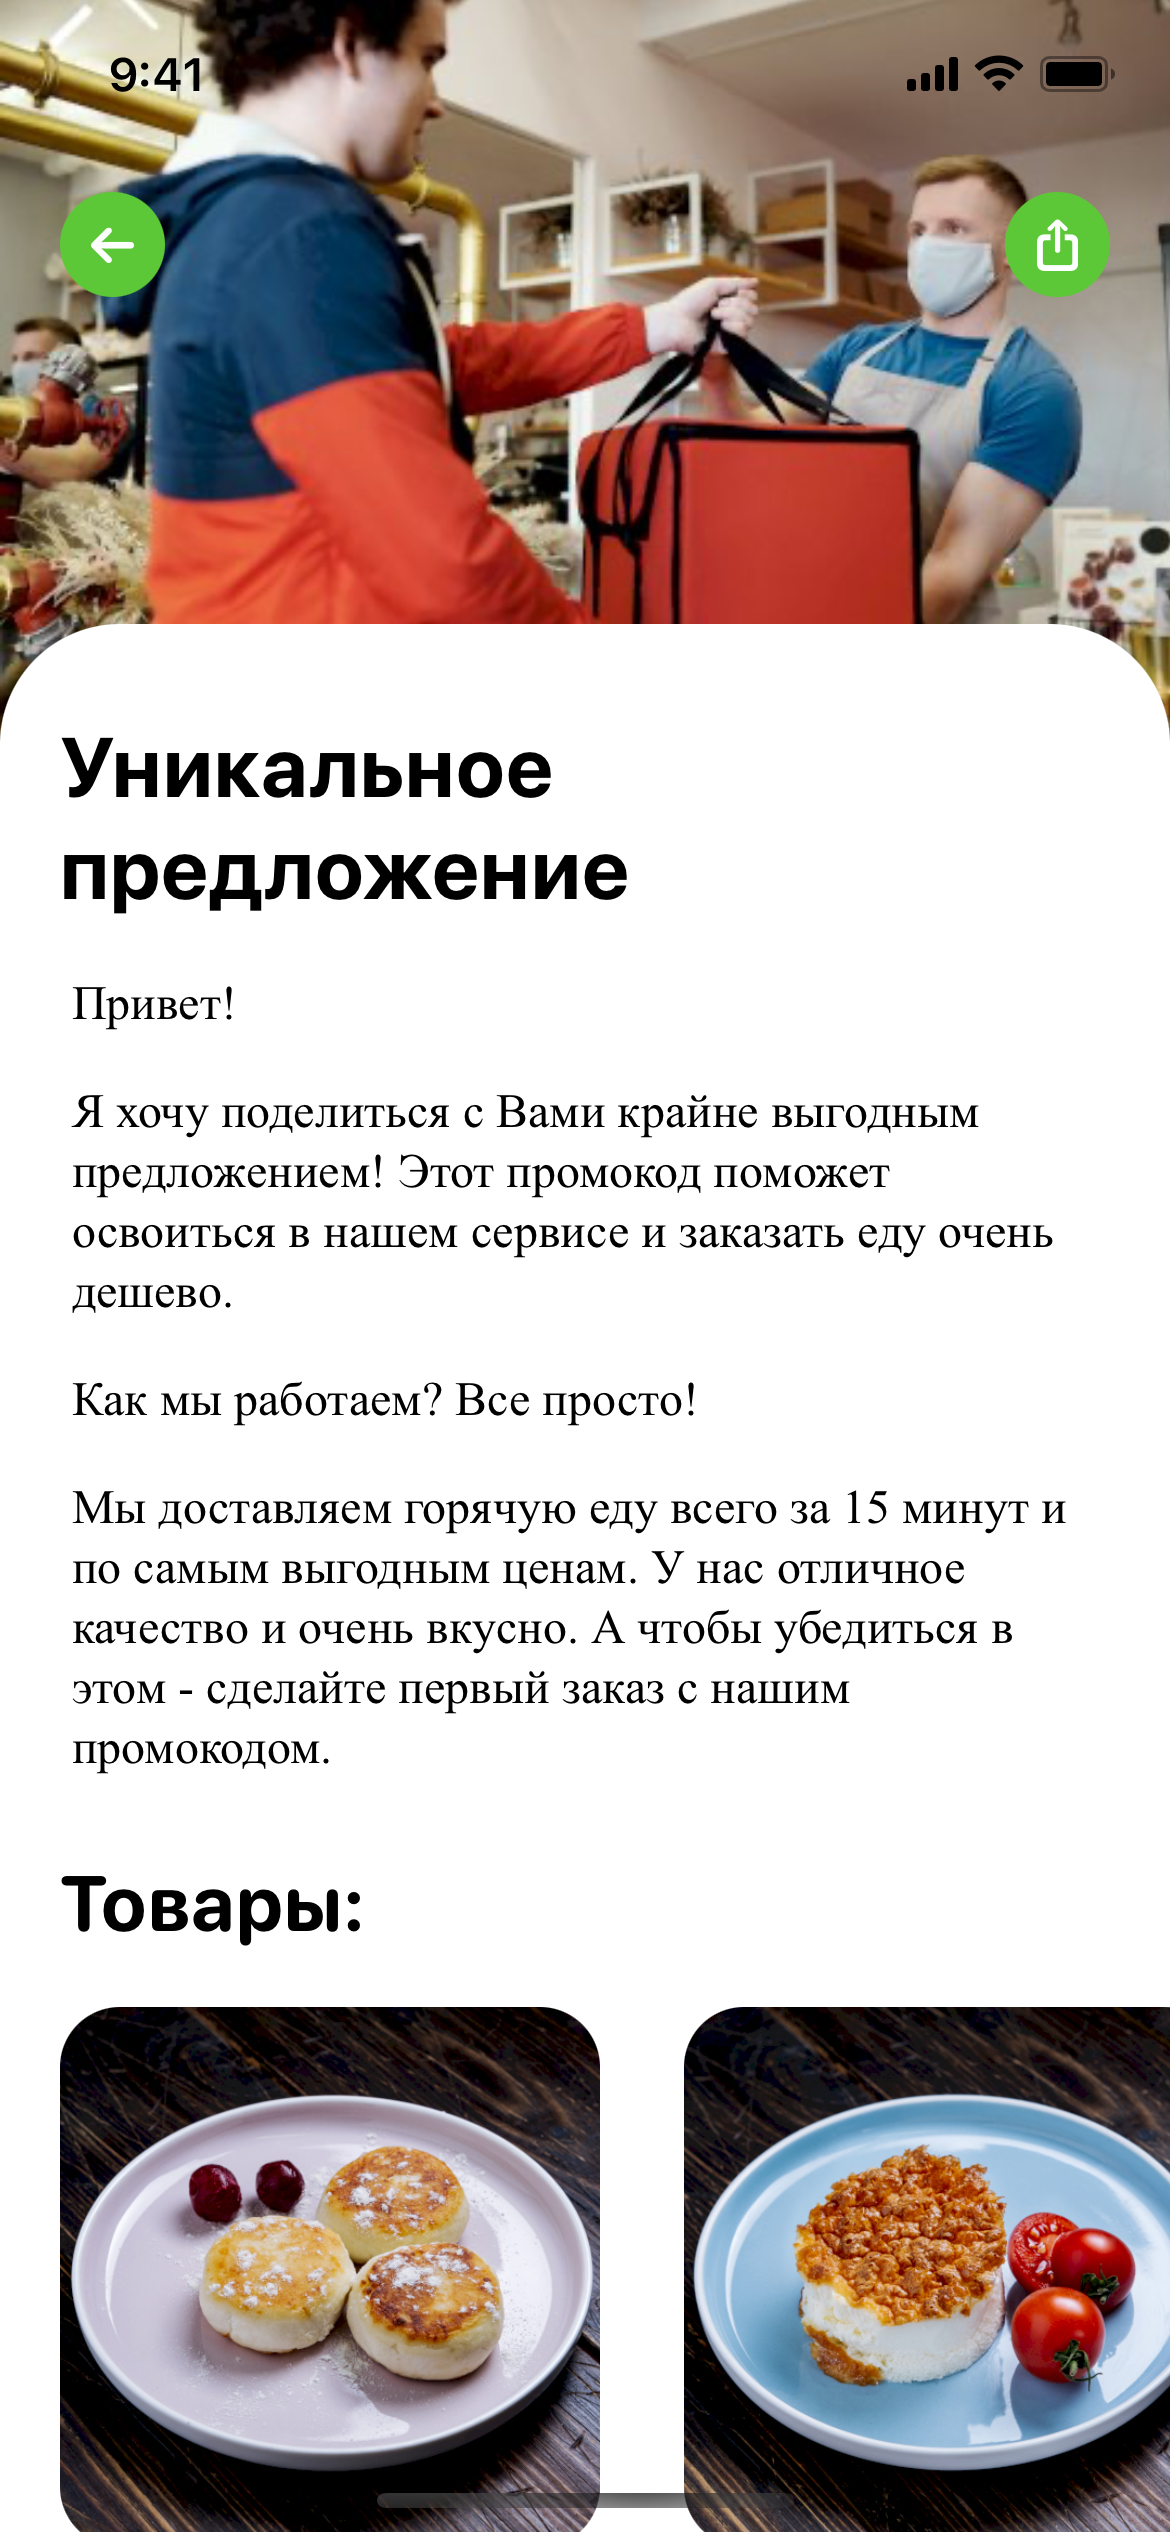 9:41
Уникальное
предложение
Привет!
Я хочу поделиться с Вами крайне выгодным
предложением! Этот промокод поможет
освоиться в нашем сервисе и заказать еду очень
дешево.
Как мы работаем? Все просто!
Мы доставляем горячую еду всего за 15 минут и
по самым выгодным ценам. У нас отличное
качество и очень вкусно. А чтобы убедиться в
этом - сделайте первый заказ с нашим
промокодом.
Товары: